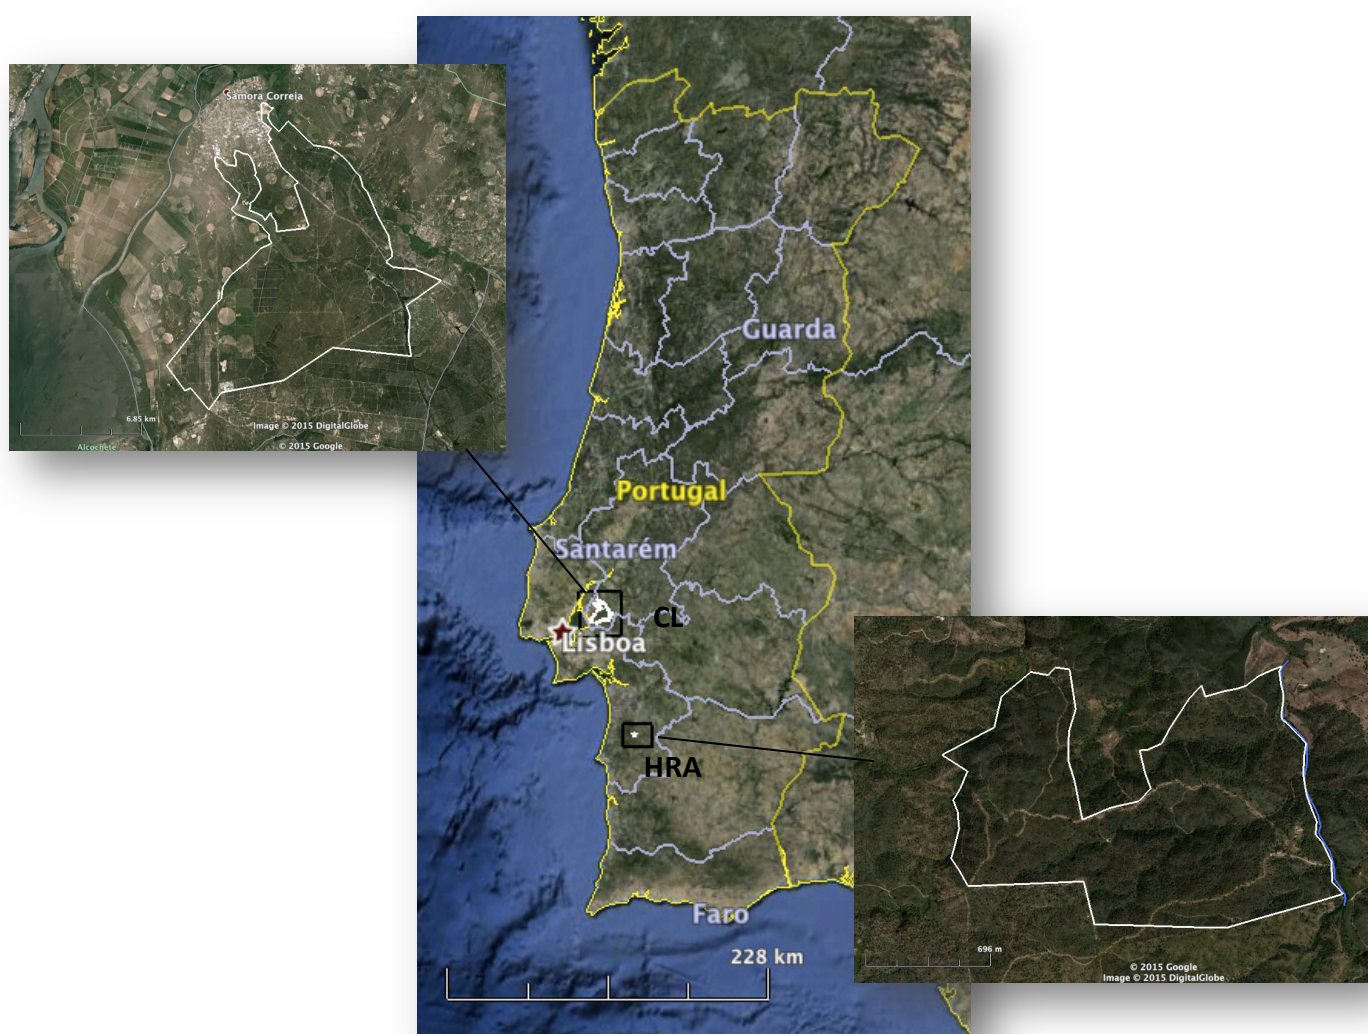 Samora Correia
6.85 km
Image © 2015 DigitalGlobe
Alcochete
© 2015 Google
Guarda
Portugal
Santarém
CL
Lisboa
HRA
Faro
228 km
696 m
© 2015 Google
Image © 2015 DigitalGlobe